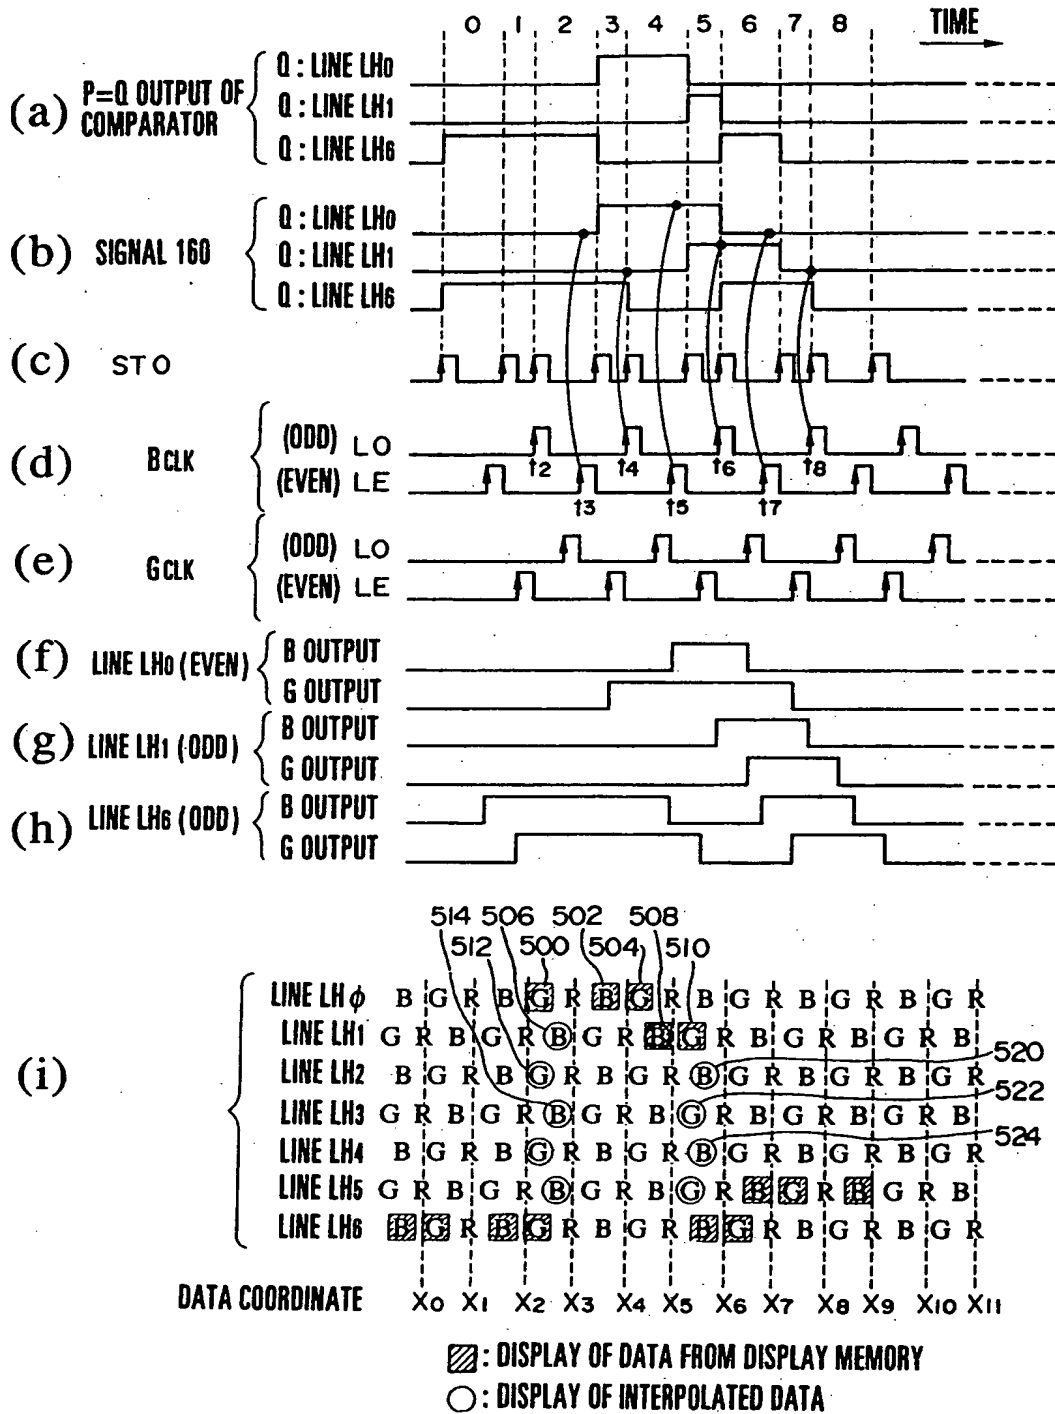 0 1 2 3 4 5 6 7 8 TIME
(a) P=Q OUTPUT OF COMPARATOR
Q : LINE LH0
Q : LINE LH1
Q : LINE LH6
(b) SIGNAL 160
Q : LINE LH0
Q : LINE LH1
Q : LINE LH6
(c) STO
(d) BCLK
(ODD) LO
t2 t4 t6 t8
(EVEN) LE
t3 t5 t7
(e) GCLK
(ODD) LO
(EVEN) LE
(f) LINE LH0 (EVEN)
B OUTPUT
G OUTPUT
(g) LINE LH1 (ODD)
B OUTPUT
G OUTPUT
(h) LINE LH6 (ODD)
B OUTPUT
G OUTPUT
514 506 502 508
512 500 504 510
(i)
LINE LHϕ B G R B G R B G R B G R B G R B G R
LINE LH1 G R B G R B G R B G R B G R B G R B
520
LINE LH2 B G R B G R B G R B G R B G R B G R
522
LINE LH3 G R B G R B G R B G R B G R B G R B
524
LINE LH4 B G R B G R B G R B G R B G R B G R
LINE LH5 G R B G R B G R B G R B G R B G R B
LINE LH6 B G R B G R B G R B G R B G R B G R
DATA COORDINATE X0 X1 X2 X3 X4 X5 X6 X7 X8 X9 X10 X11
: DISPLAY OF DATA FROM DISPLAY MEMORY
: DISPLAY OF INTERPOLATED DATA